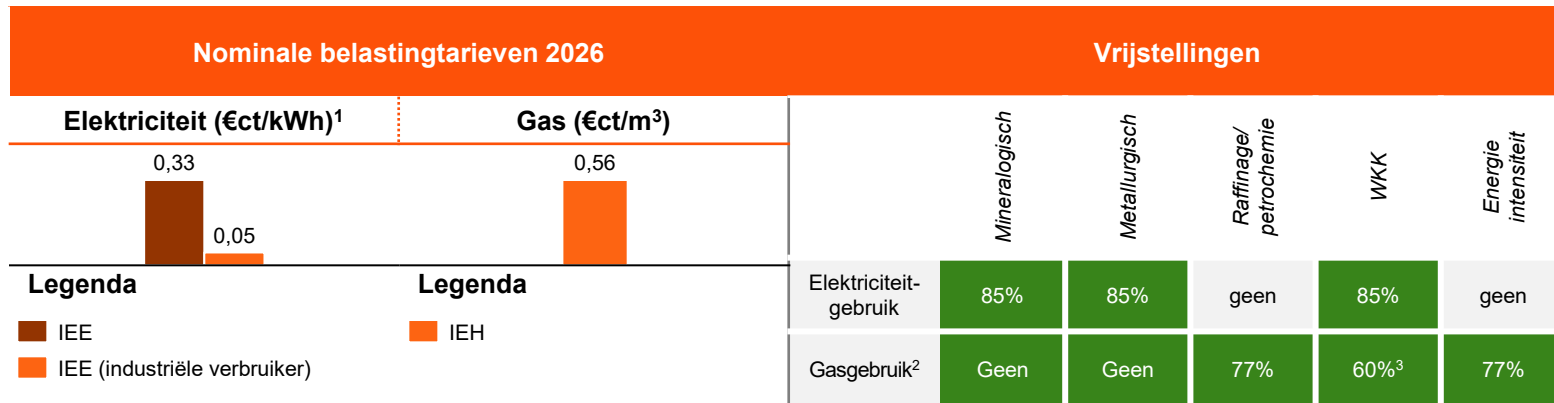 Nominale belastingtarieven 2026
Vrijstellingen
Elektriciteit (€ct/kWh)¹
Gas (€ct/m³)
0,33
0,05
0,56
Legenda
IEE
IEE (industriële verbruiker)
Legenda
IEH
Mineralogisch
Metallurgisch
Raffinage/
petrochemie
WKK
Energie
intensiteit
Elektriciteit-
gebruik
85%
85%
geen
85%
geen
Gasgebruik²
Geen
Geen
77%
60%³
77%